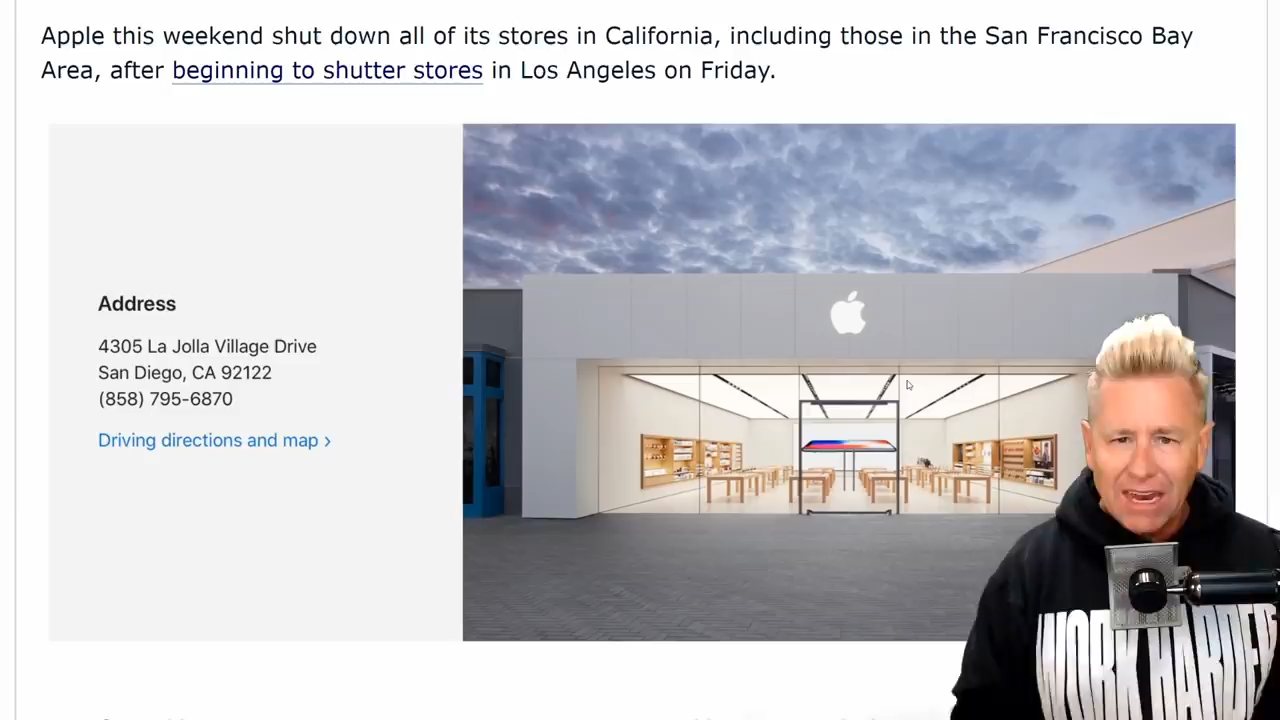 Apple this weekend shut down all of its stores in California, including those in the San Francisco Bay
Area, after beginning to shutter stores in Los Angeles on Friday.
Address
4305 La Jolla Village Drive
San Diego, CA 92122
(858) 795-6870
Driving directions and map ›
WORK HARDER